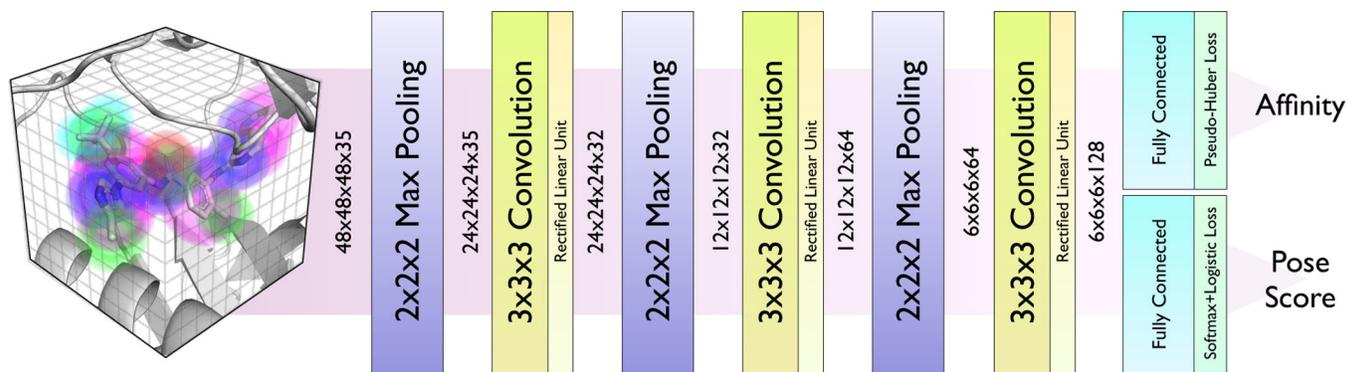 48x48x48x35
2x2x2 Max Pooling
24x24x24x35
3x3x3 Convolution
Rectified Linear Unit
24x24x24x32
2x2x2 Max Pooling
12x12x12x32
3x3x3 Convolution
Rectified Linear Unit
12x12x12x64
2x2x2 Max Pooling
6x6x6x64
3x3x3 Convolution
Rectified Linear Unit
6x6x6x128
Fully Connected
Pseudo-Huber Loss
Affinity
Fully Connected
Softmax+Logistic Loss
Pose
Score